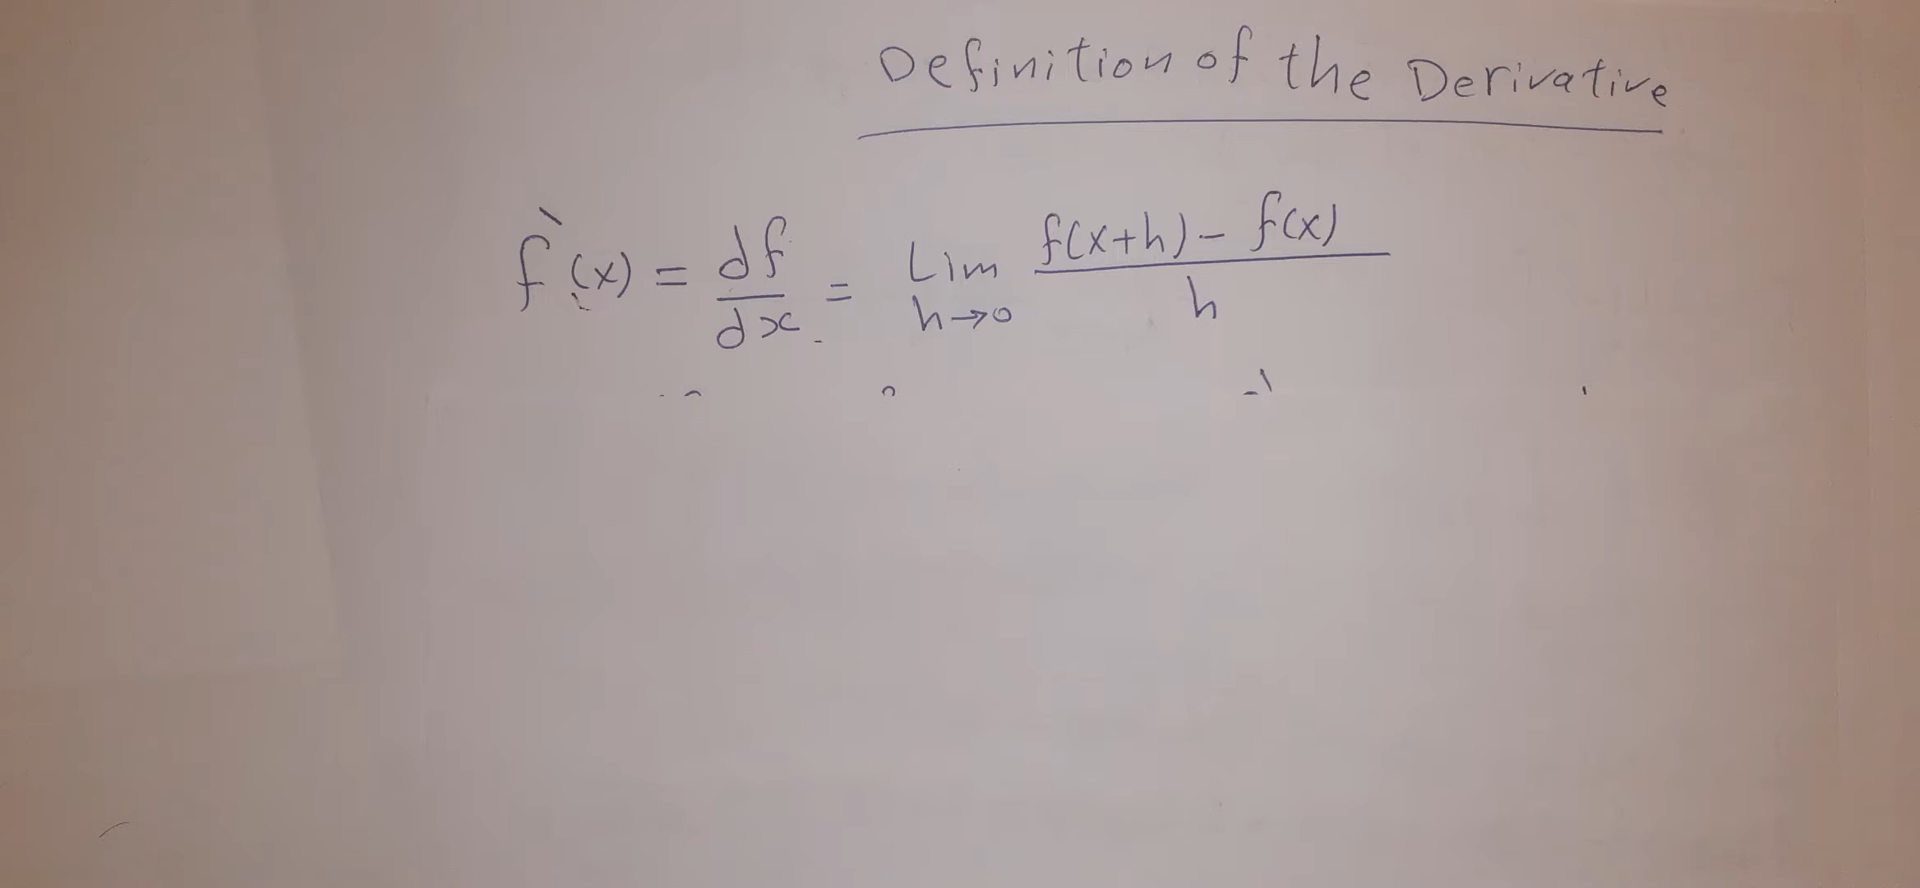 Definition of the Derivative
f`(x) = df/dx = Lim h→0 f(x+h) - f(x) / h